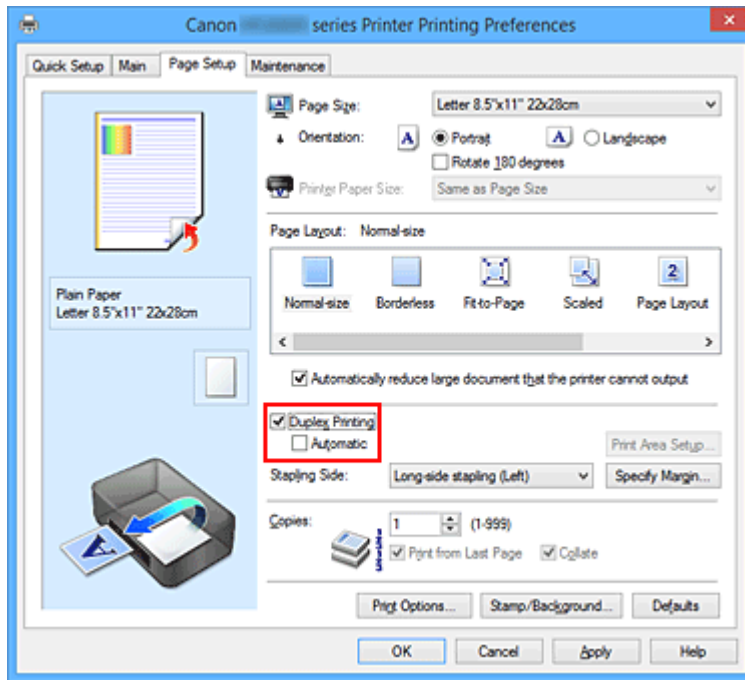 Canon series Printer Printing Preferences
Quick Setup Main Page Setup Maintenance
Page Size: Letter 8.5"x11" 22x28cm
Orientation: A Portrait A Landscape
Rotate 180 degrees
Printer Paper Size: Same as Page Size
Page Layout: Normal-size
2
Normal-size Borderless Fit-to-Page Scaled Page Layout
Plain Paper
Letter 8.5"x11" 22x28cm
Automatically reduce large document that the printer cannot output
Duplex Printing
Automatic
Print Area Setup...
Stapling Side: Long-side stapling (Left) Specify Margin...
Copies: 1 (1-999)
Print from Last Page Collate
A
Print Options... Stamp/Background... Defaults
OK Cancel Apply Help